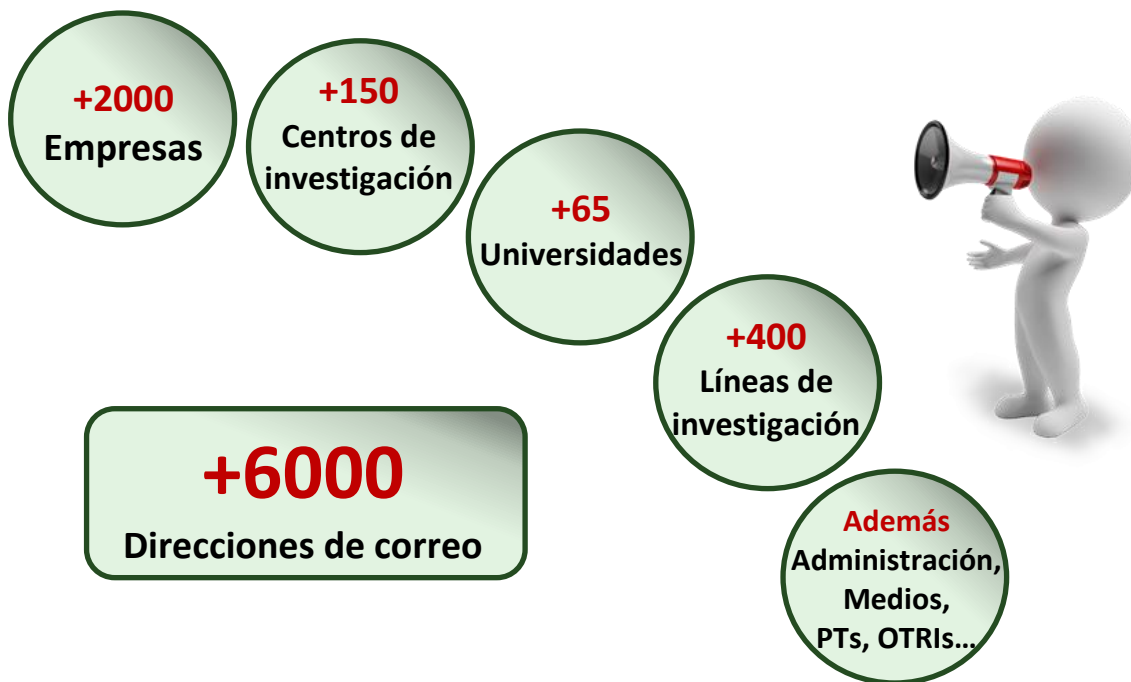 +2000
Empresas
+150
Centros de
investigación
+65
Universidades
+400
Líneas de
investigación
+6000
Direcciones de correo
Además
Administración,
Medios,
PTs, OTRIs…